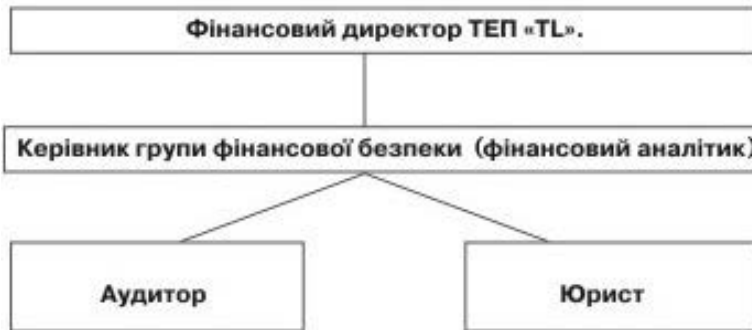 Фінансовий директор ТЕП «TL».
Керівник групи фінансової безпеки (фінансовий аналітик)
Аудитор
Юрист